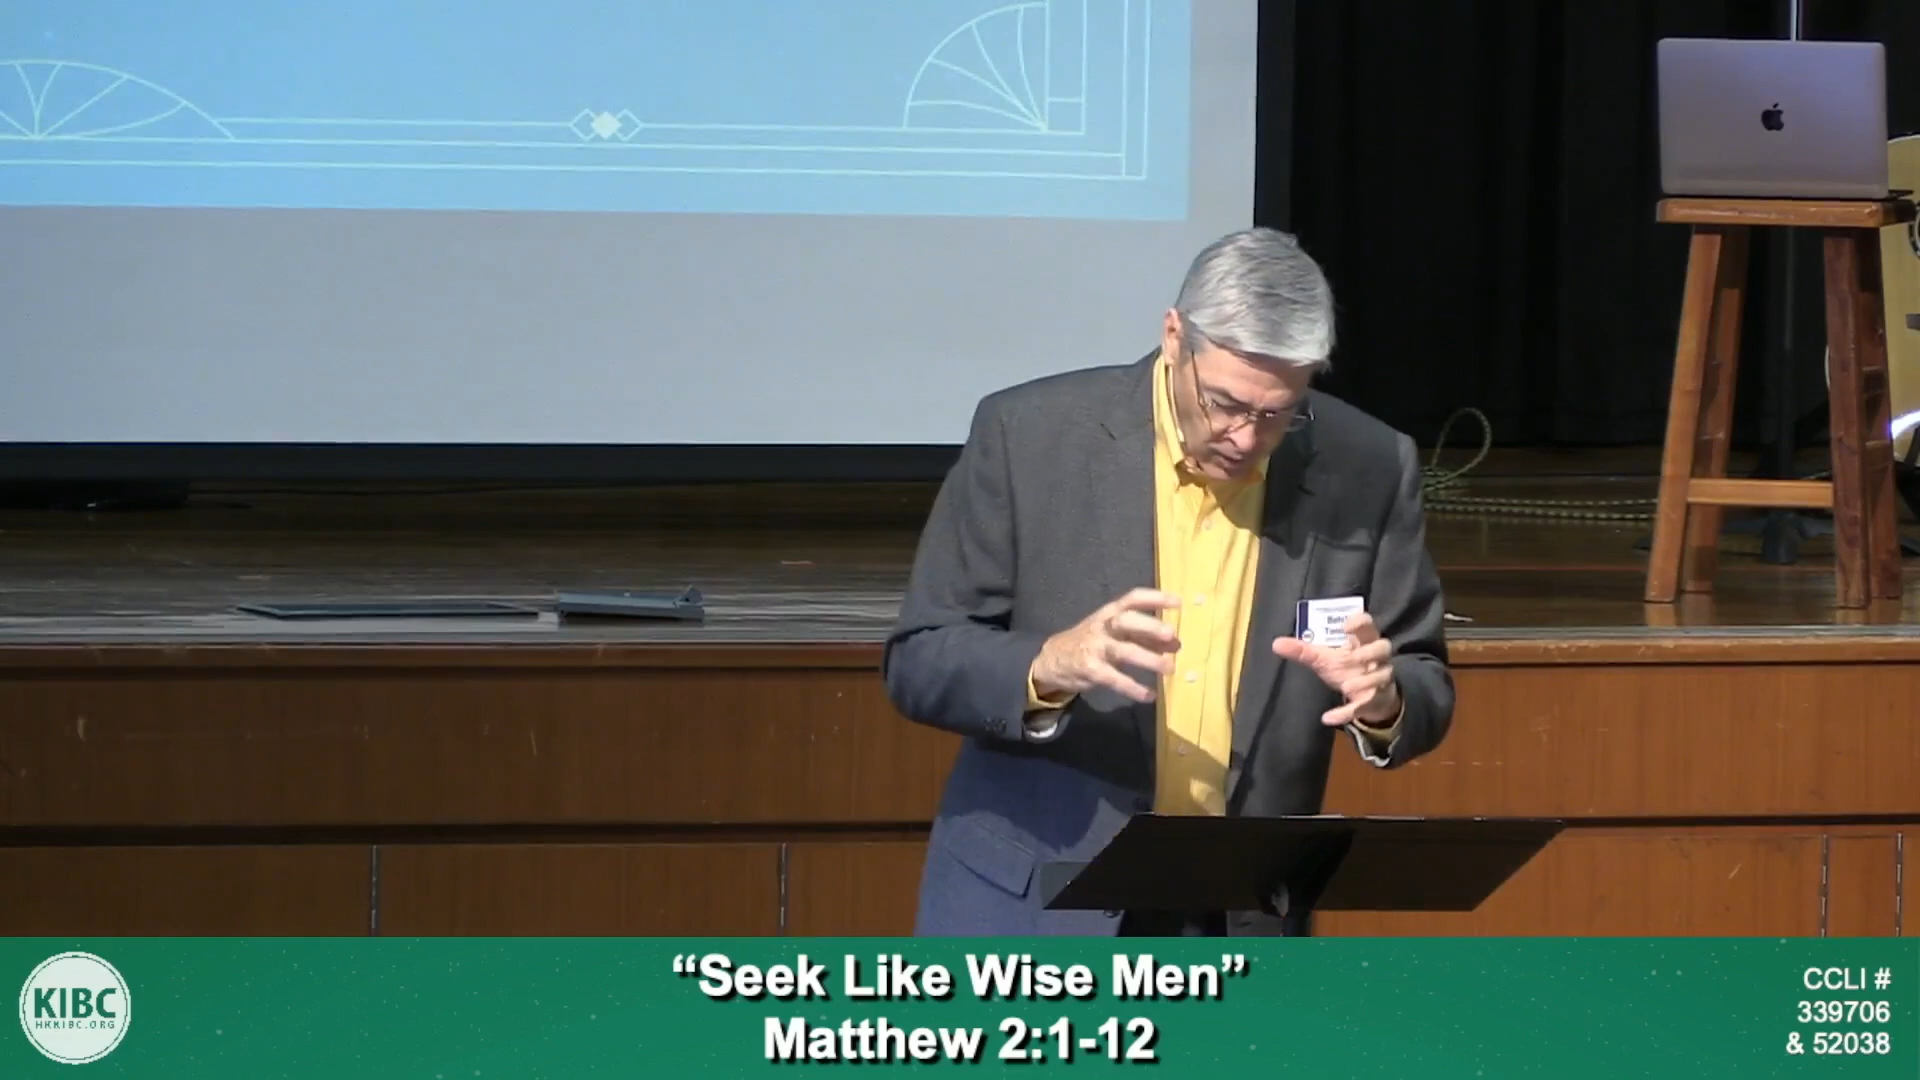 “Seek Like Wise Men”
Matthew 2:1-12
KIBC
HKKIBC.ORG
CCLI #
339706
& 52038